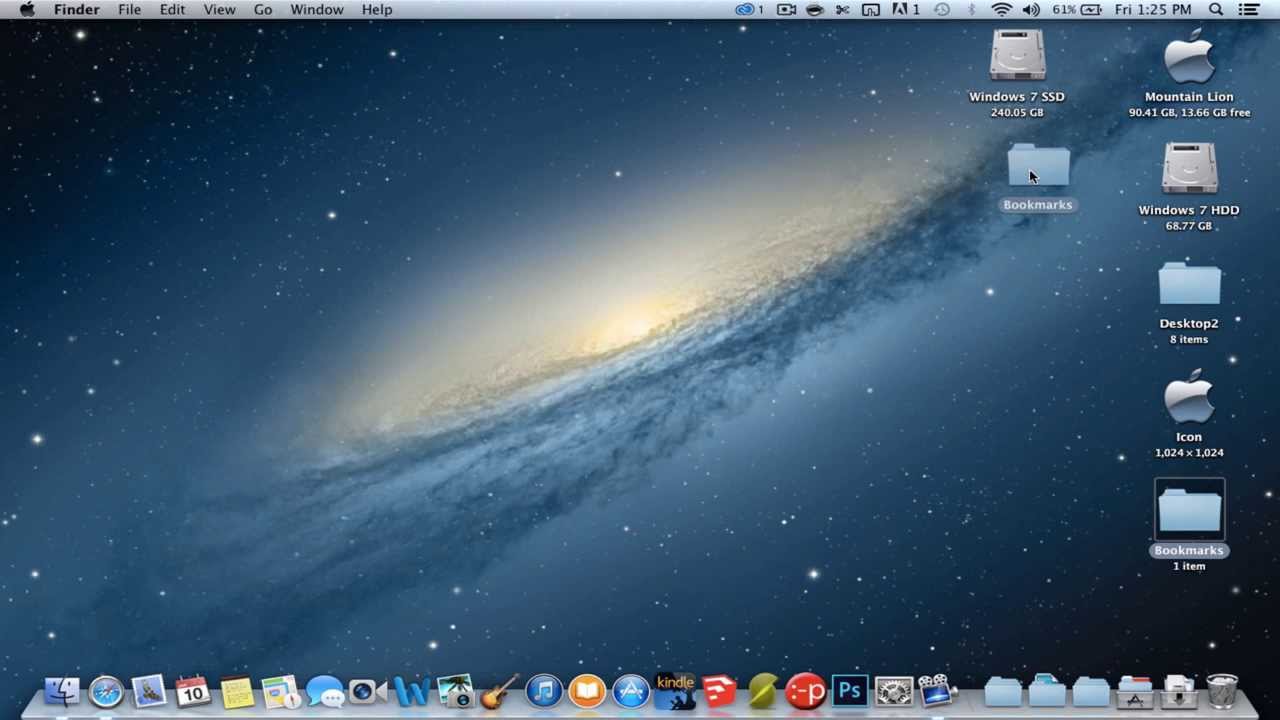 Finder File Edit View Go Window Help 1 1 61% Fri 1:25 PM
Windows 7 SSD
240.05 GB
Mountain Lion
90.41 GB, 13.66 GB free
Bookmarks
Windows 7 HDD
68.77 GB
Desktop2
8 items
Icon
1,024 × 1,024
Bookmarks
1 item
10
kindle
:-p
Ps